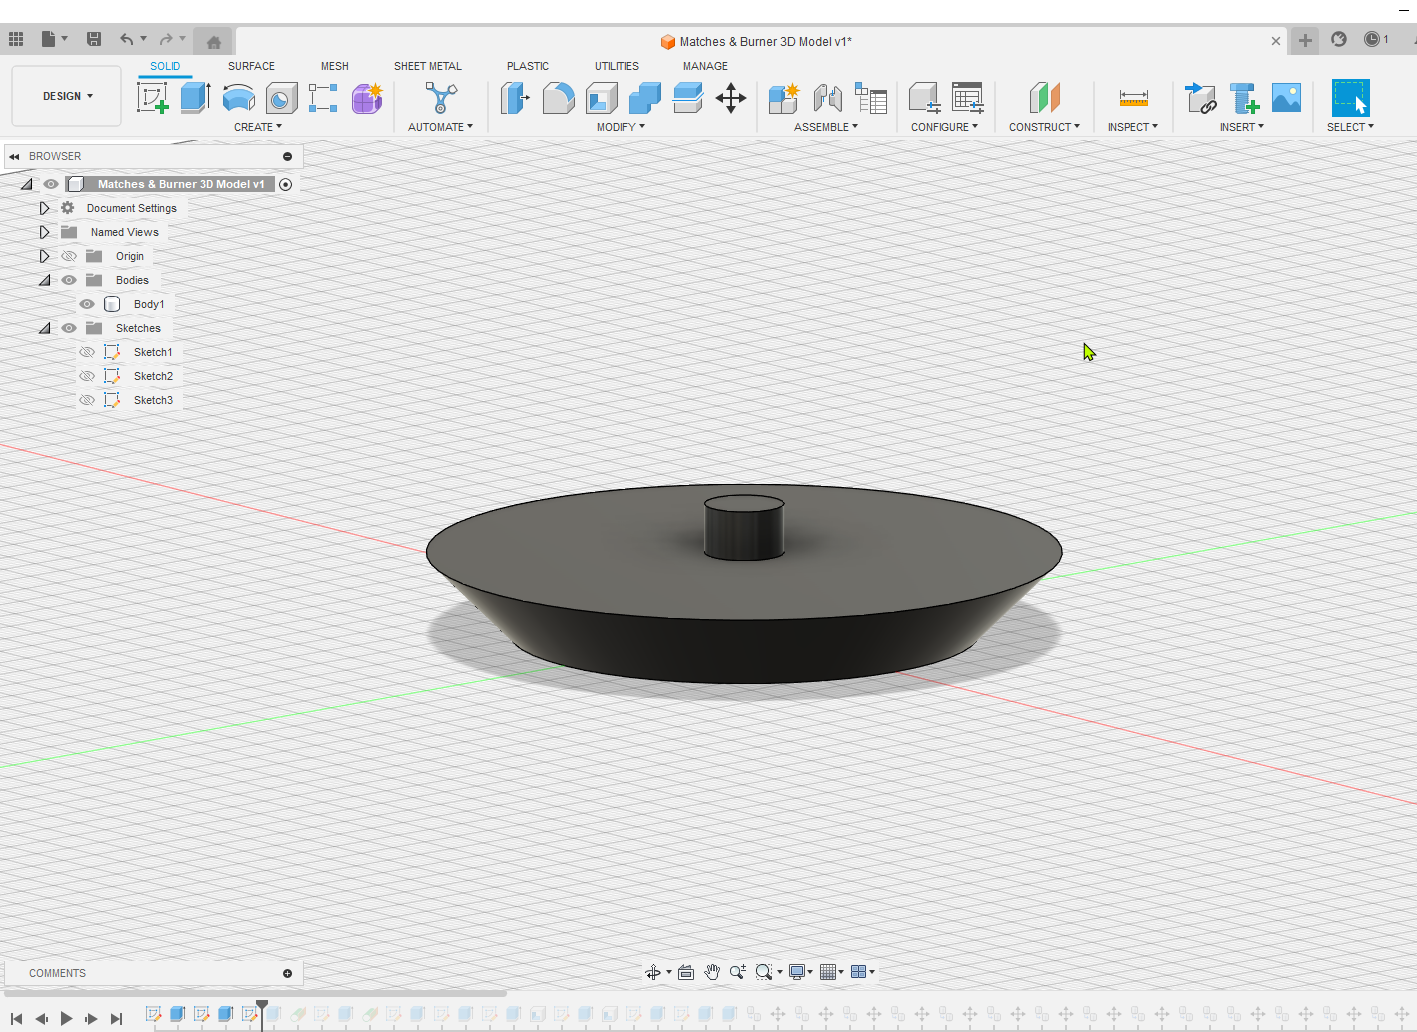 Matches & Burner 3D Model v1*
1
SOLID SURFACE MESH SHEET METAL PLASTIC UTILITIES MANAGE
DESIGN
CREATE AUTOMATE MODIFY ASSEMBLE CONFIGURE CONSTRUCT INSPECT INSERT SELECT
BROWSER
Matches & Burner 3D Model v1
Document Settings
Named Views
Origin
Bodies
Body1
Sketches
Sketch1
Sketch2
Sketch3
COMMENTS